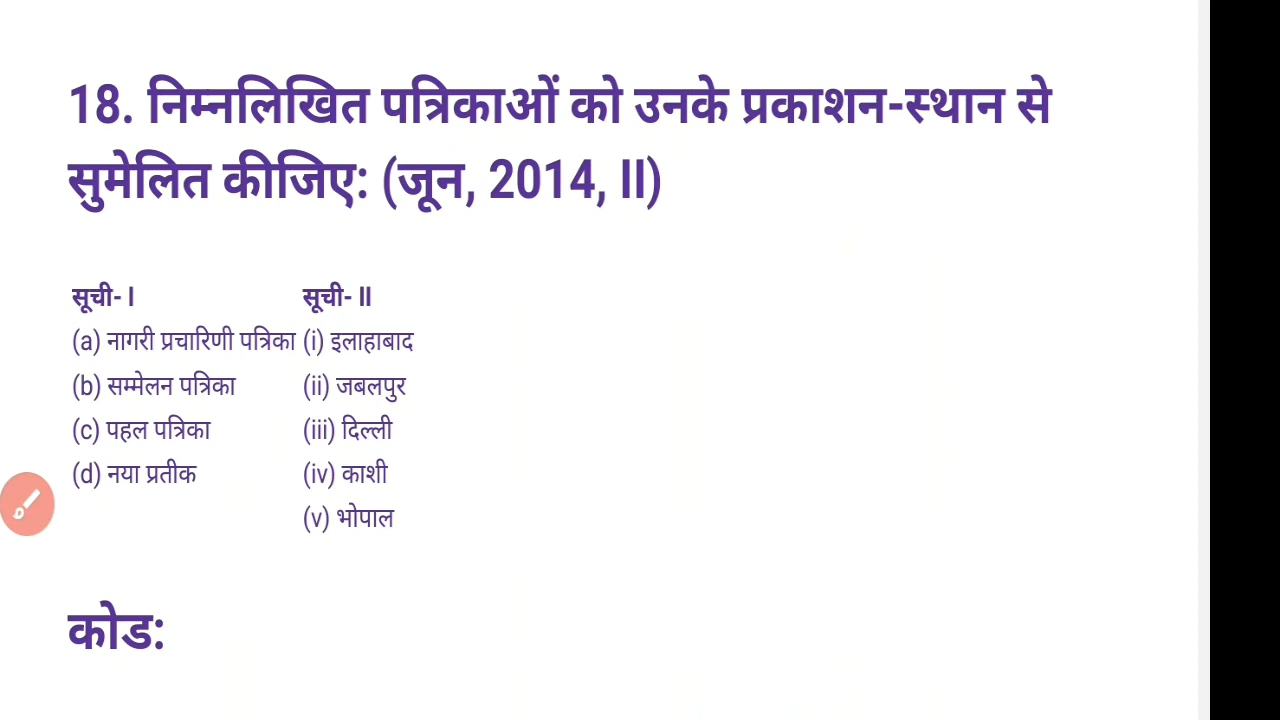 18. निम्नलिखित पत्रिकाओं को उनके प्रकाशन-स्थान से
सुमेलित कीजिए: (जून, 2014, II)
सूची- I सूची- II
(a) नागरी प्रचारिणी पत्रिका (i) इलाहाबाद
(b) सम्मेलन पत्रिका (ii) जबलपुर
(c) पहल पत्रिका (iii) दिल्ली
(d) नया प्रतीक (iv) काशी
(v) भोपाल
कोड: